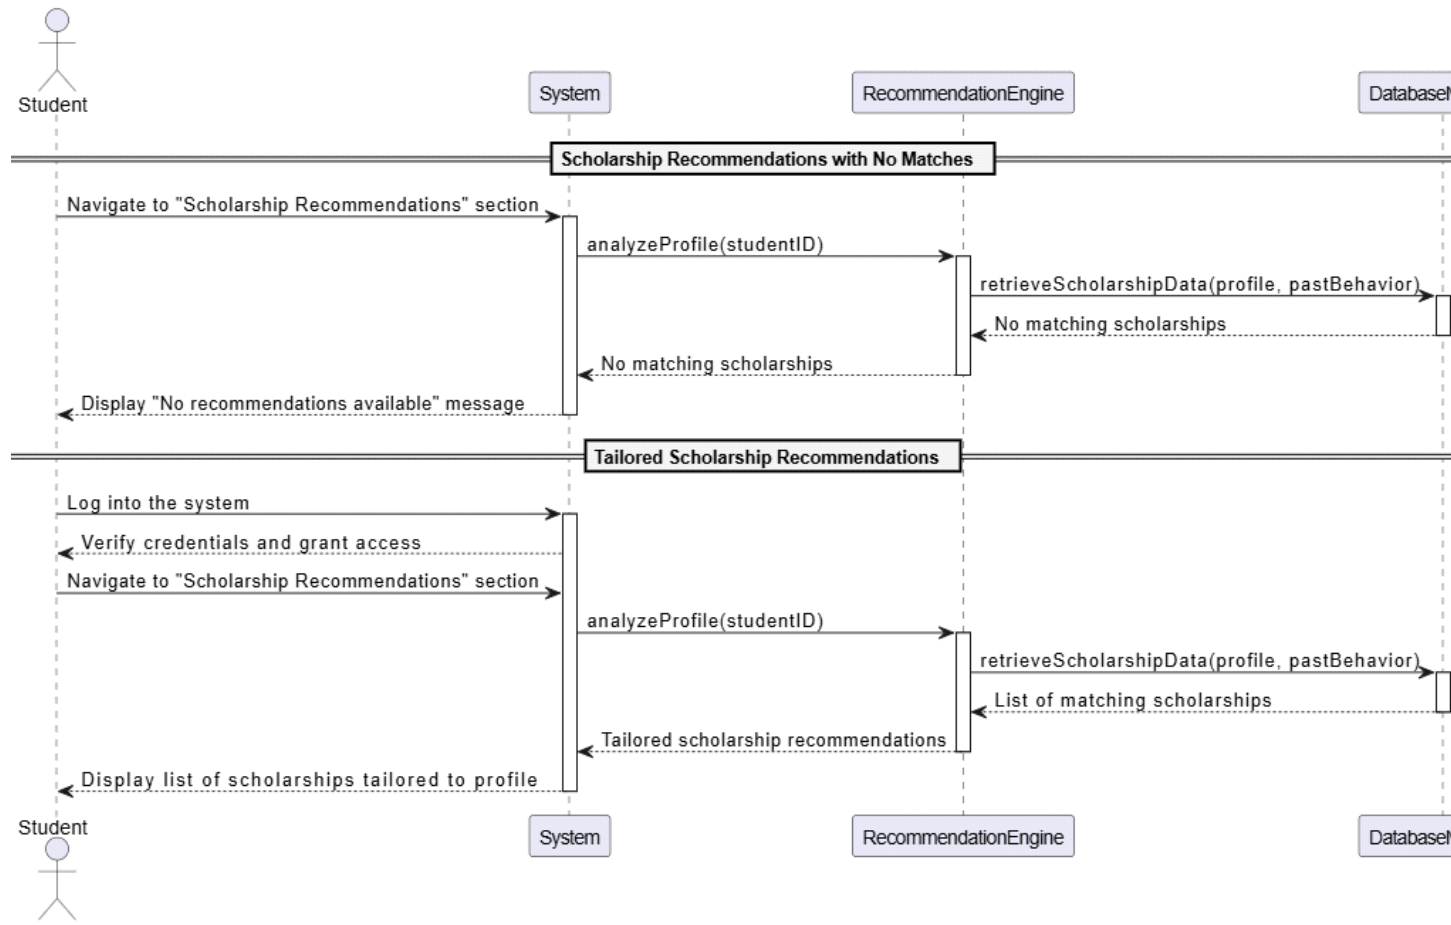 Student
System
RecommendationEngine
DatabaseM
Scholarship Recommendations with No Matches
Navigate to "Scholarship Recommendations" section
analyzeProfile(studentID)
retrieveScholarshipData(profile, pastBehavior)
No matching scholarships
No matching scholarships
Display "No recommendations available" message
Tailored Scholarship Recommendations
Log into the system
Verify credentials and grant access
Navigate to "Scholarship Recommendations" section
analyzeProfile(studentID)
retrieveScholarshipData(profile, pastBehavior)
List of matching scholarships
Tailored scholarship recommendations
Display list of scholarships tailored to profile
Student
System
RecommendationEngine
DatabaseM